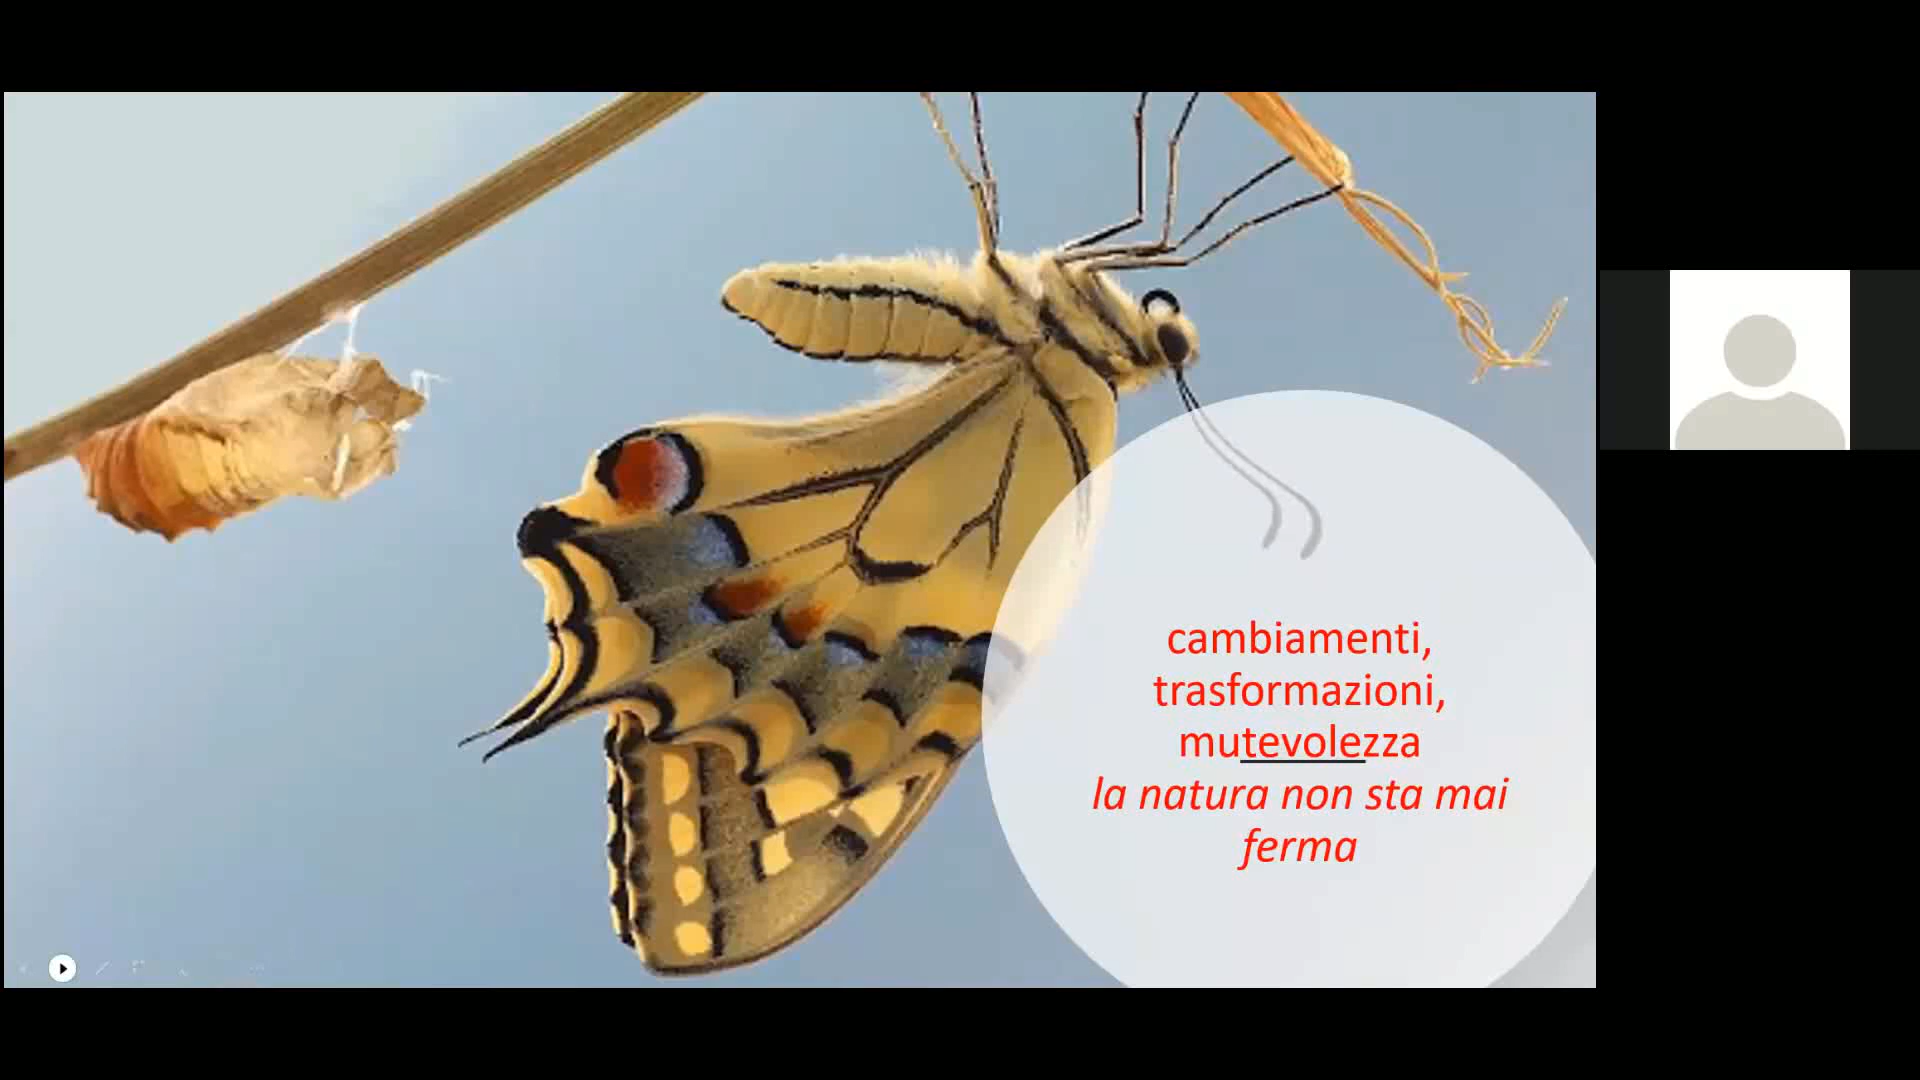 cambiamenti,
trasformazioni,
mutevolezza
la natura non sta mai
ferma